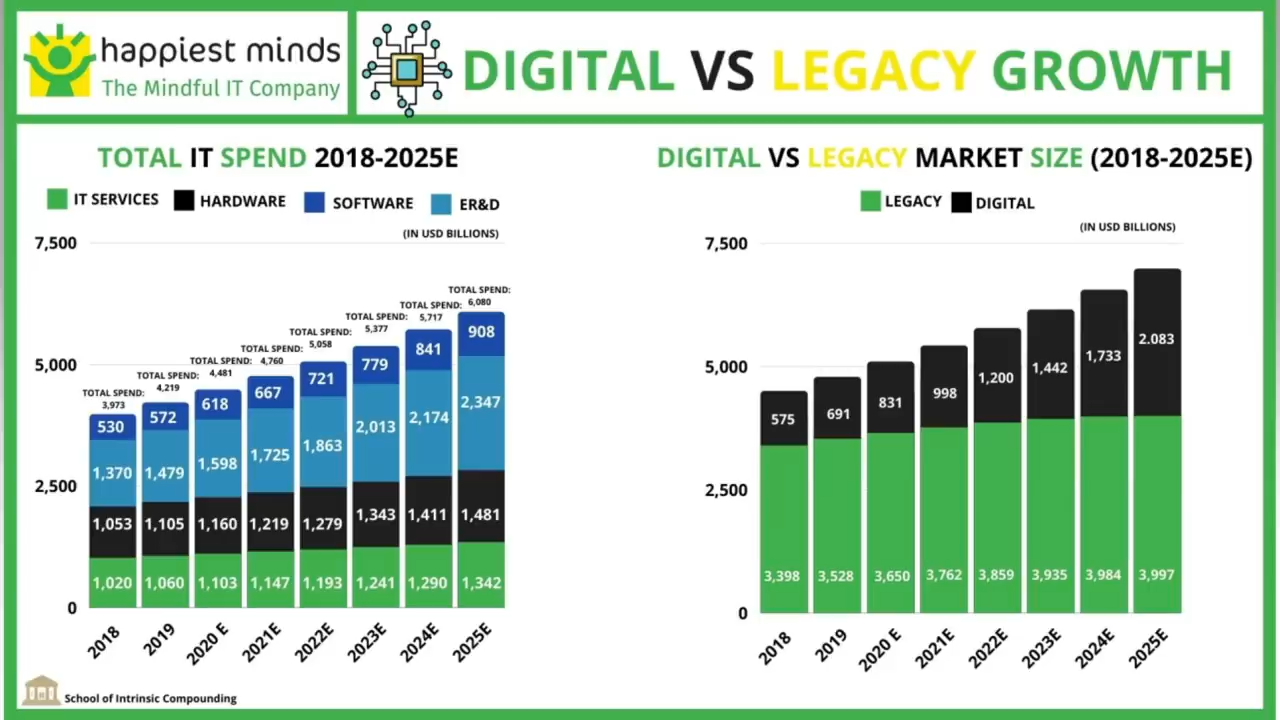 happiest minds
The Mindful IT Company
DIGITAL VS LEGACY GROWTH
TOTAL IT SPEND 2018-2025E
IT SERVICES HARDWARE SOFTWARE ER&D
(IN USD BILLIONS)
7,500
5,000
2,500
0
TOTAL SPEND:
3,973
TOTAL SPEND:
4,219
TOTAL SPEND:
4,481
TOTAL SPEND:
4,760
TOTAL SPEND:
5,058
TOTAL SPEND:
5,377
TOTAL SPEND:
5,717
TOTAL SPEND:
6,080
530 572 618 667 721 779 841 908
1,370 1,479 1,598 1,725 1,863 2,013 2,174 2,347
1,053 1,105 1,160 1,219 1,279 1,343 1,411 1,481
1,020 1,060 1,103 1,147 1,193 1,241 1,290 1,342
2018 2019 2020 E 2021E 2022E 2023E 2024E 2025E
DIGITAL VS LEGACY MARKET SIZE (2018-2025E)
LEGACY DIGITAL
(IN USD BILLIONS)
7,500
5,000
2,500
0
575 691 831 998 1,200 1,442 1,733 2.083
3,398 3,528 3,650 3,762 3,859 3,935 3,984 3,997
2018 2019 2020 E 2021E 2022E 2023E 2024E 2025E
School of Intrinsic Compounding